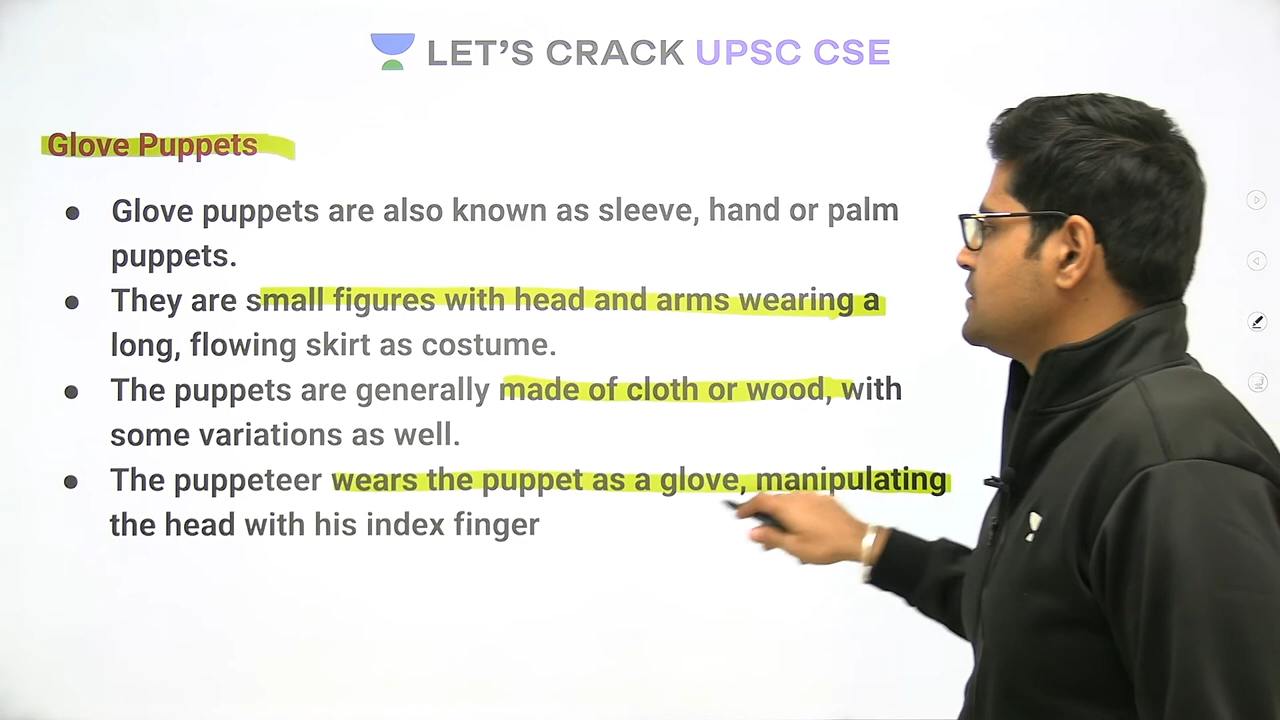 LET'S CRACK UPSC CSE
Glove Puppets
● Glove puppets are also known as sleeve, hand or palm
puppets.
● They are small figures with head and arms wearing a
long, flowing skirt as costume.
● The puppets are generally made of cloth or wood, with
some variations as well.
● The puppeteer wears the puppet as a glove, manipulating
the head with his index finger